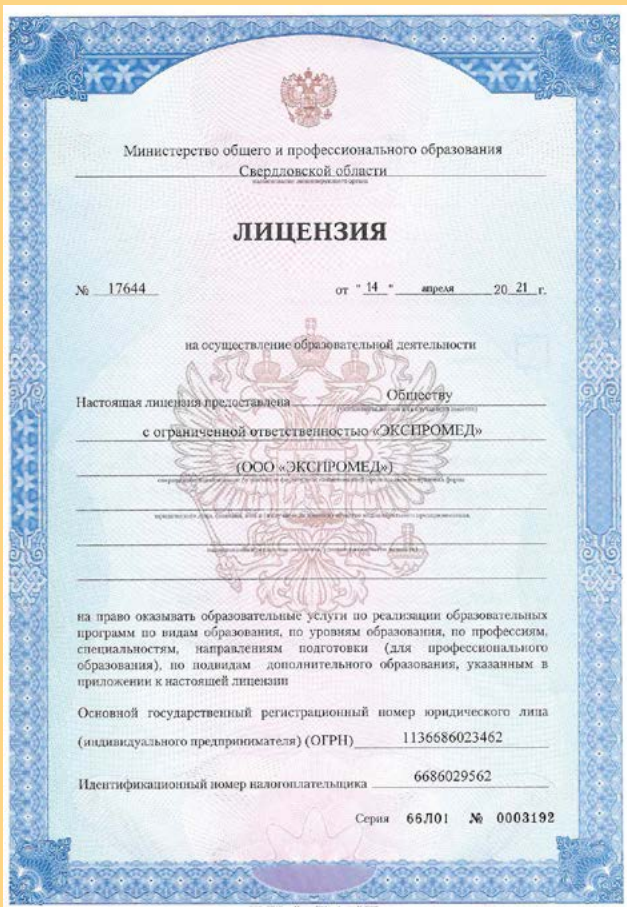 Министерство общего и профессионального образования
Свердловской области
ЛИЦЕНЗИЯ
№ 17644 от " 14 " апреля 20 21 г.
на осуществление образовательной деятельности
Настоящая лицензия предоставлена Обществу
с ограниченной ответственностью «ЭКСПРОМЕД»
(ООО «ЭКСПРОМЕД»)
на право оказывать образовательные услуги по реализации образовательных
программ по видам образования, по уровням образования, по профессиям,
специальностям, направлениям подготовки (для профессионального
образования), по подвидам дополнительного образования, указанным в
приложении к настоящей лицензии
Основной государственный регистрационный номер юридического лица
(индивидуального предпринимателя) (ОГРН) 1136686023462
Идентификационный номер налогоплательщика 6686029562
Серия 66Л01 № 0003192